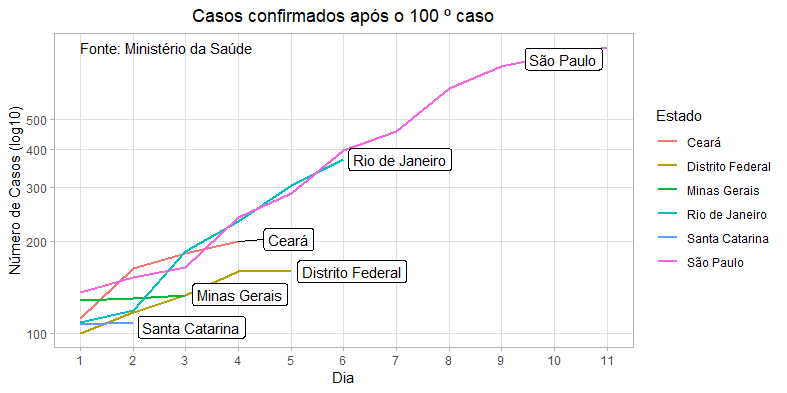 Casos confirmados após o 100 º caso
Fonte: Ministério da Saúde
São Paulo
Rio de Janeiro
Ceará
Distrito Federal
Minas Gerais
Santa Catarina
500
400
300
200
100
Número de Casos (log10)
1 2 3 4 5 6 7 8 9 10 11
Dia
Estado
Ceará
Distrito Federal
Minas Gerais
Rio de Janeiro
Santa Catarina
São Paulo